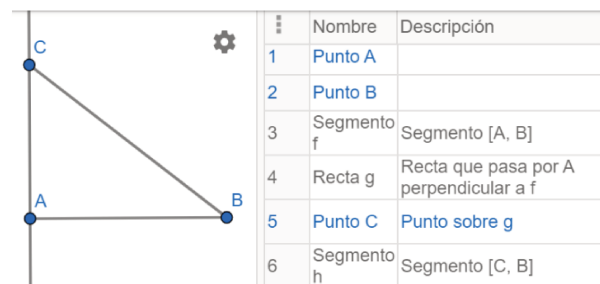 C
A
B
Nombre Descripción
1 Punto A
2 Punto B
3 Segmento f Segmento [A, B]
4 Recta g Recta que pasa por A
perpendicular a f
5 Punto C Punto sobre g
6 Segmento h Segmento [C, B]